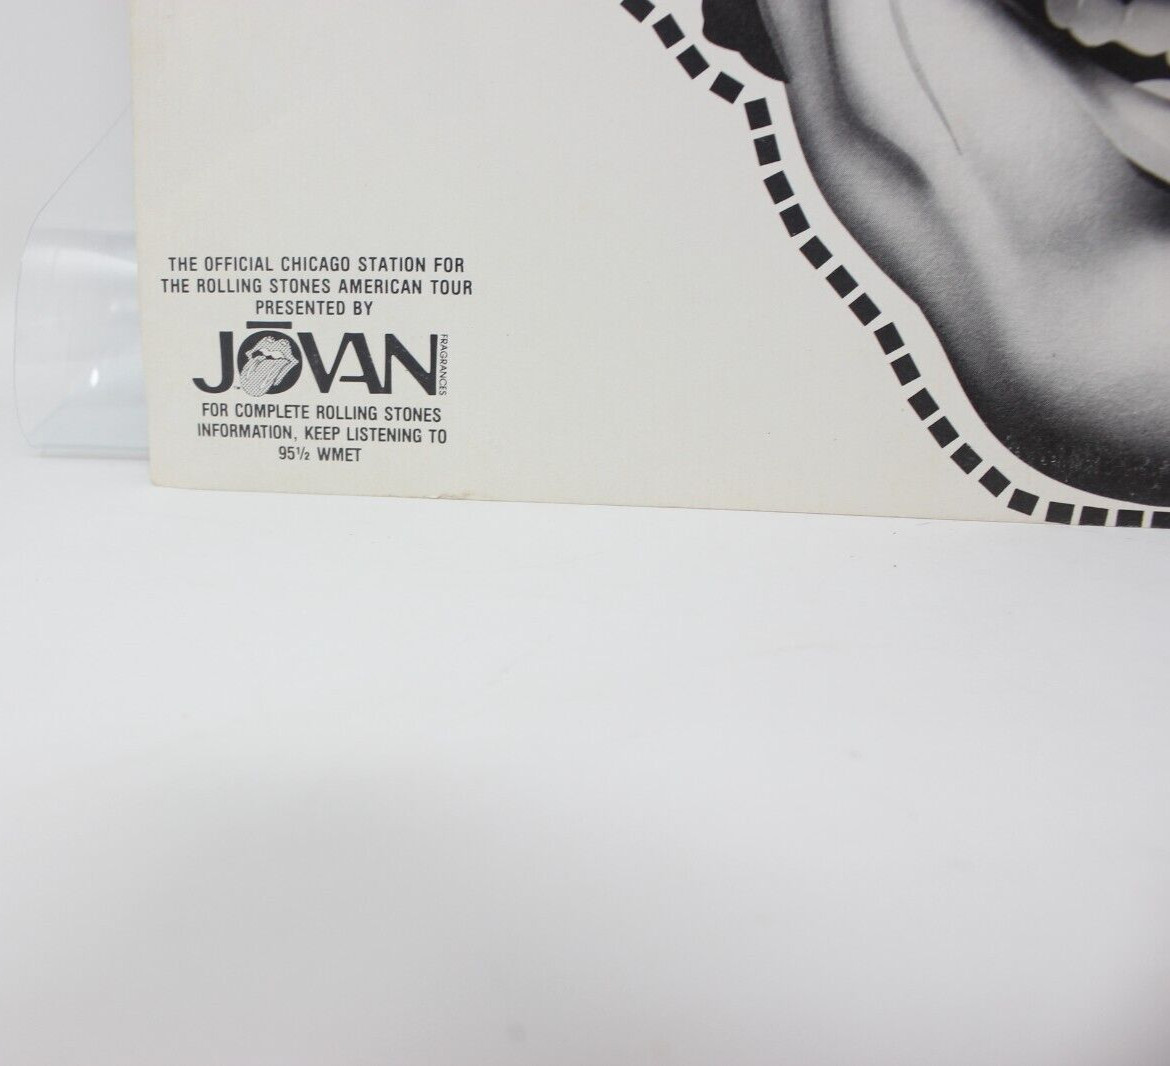 THE OFFICIAL CHICAGO STATION FOR
THE ROLLING STONES AMERICAN TOUR
PRESENTED BY
JŌVAN FRAGRANCES
FOR COMPLETE ROLLING STONES
INFORMATION, KEEP LISTENING TO
95½ WMET